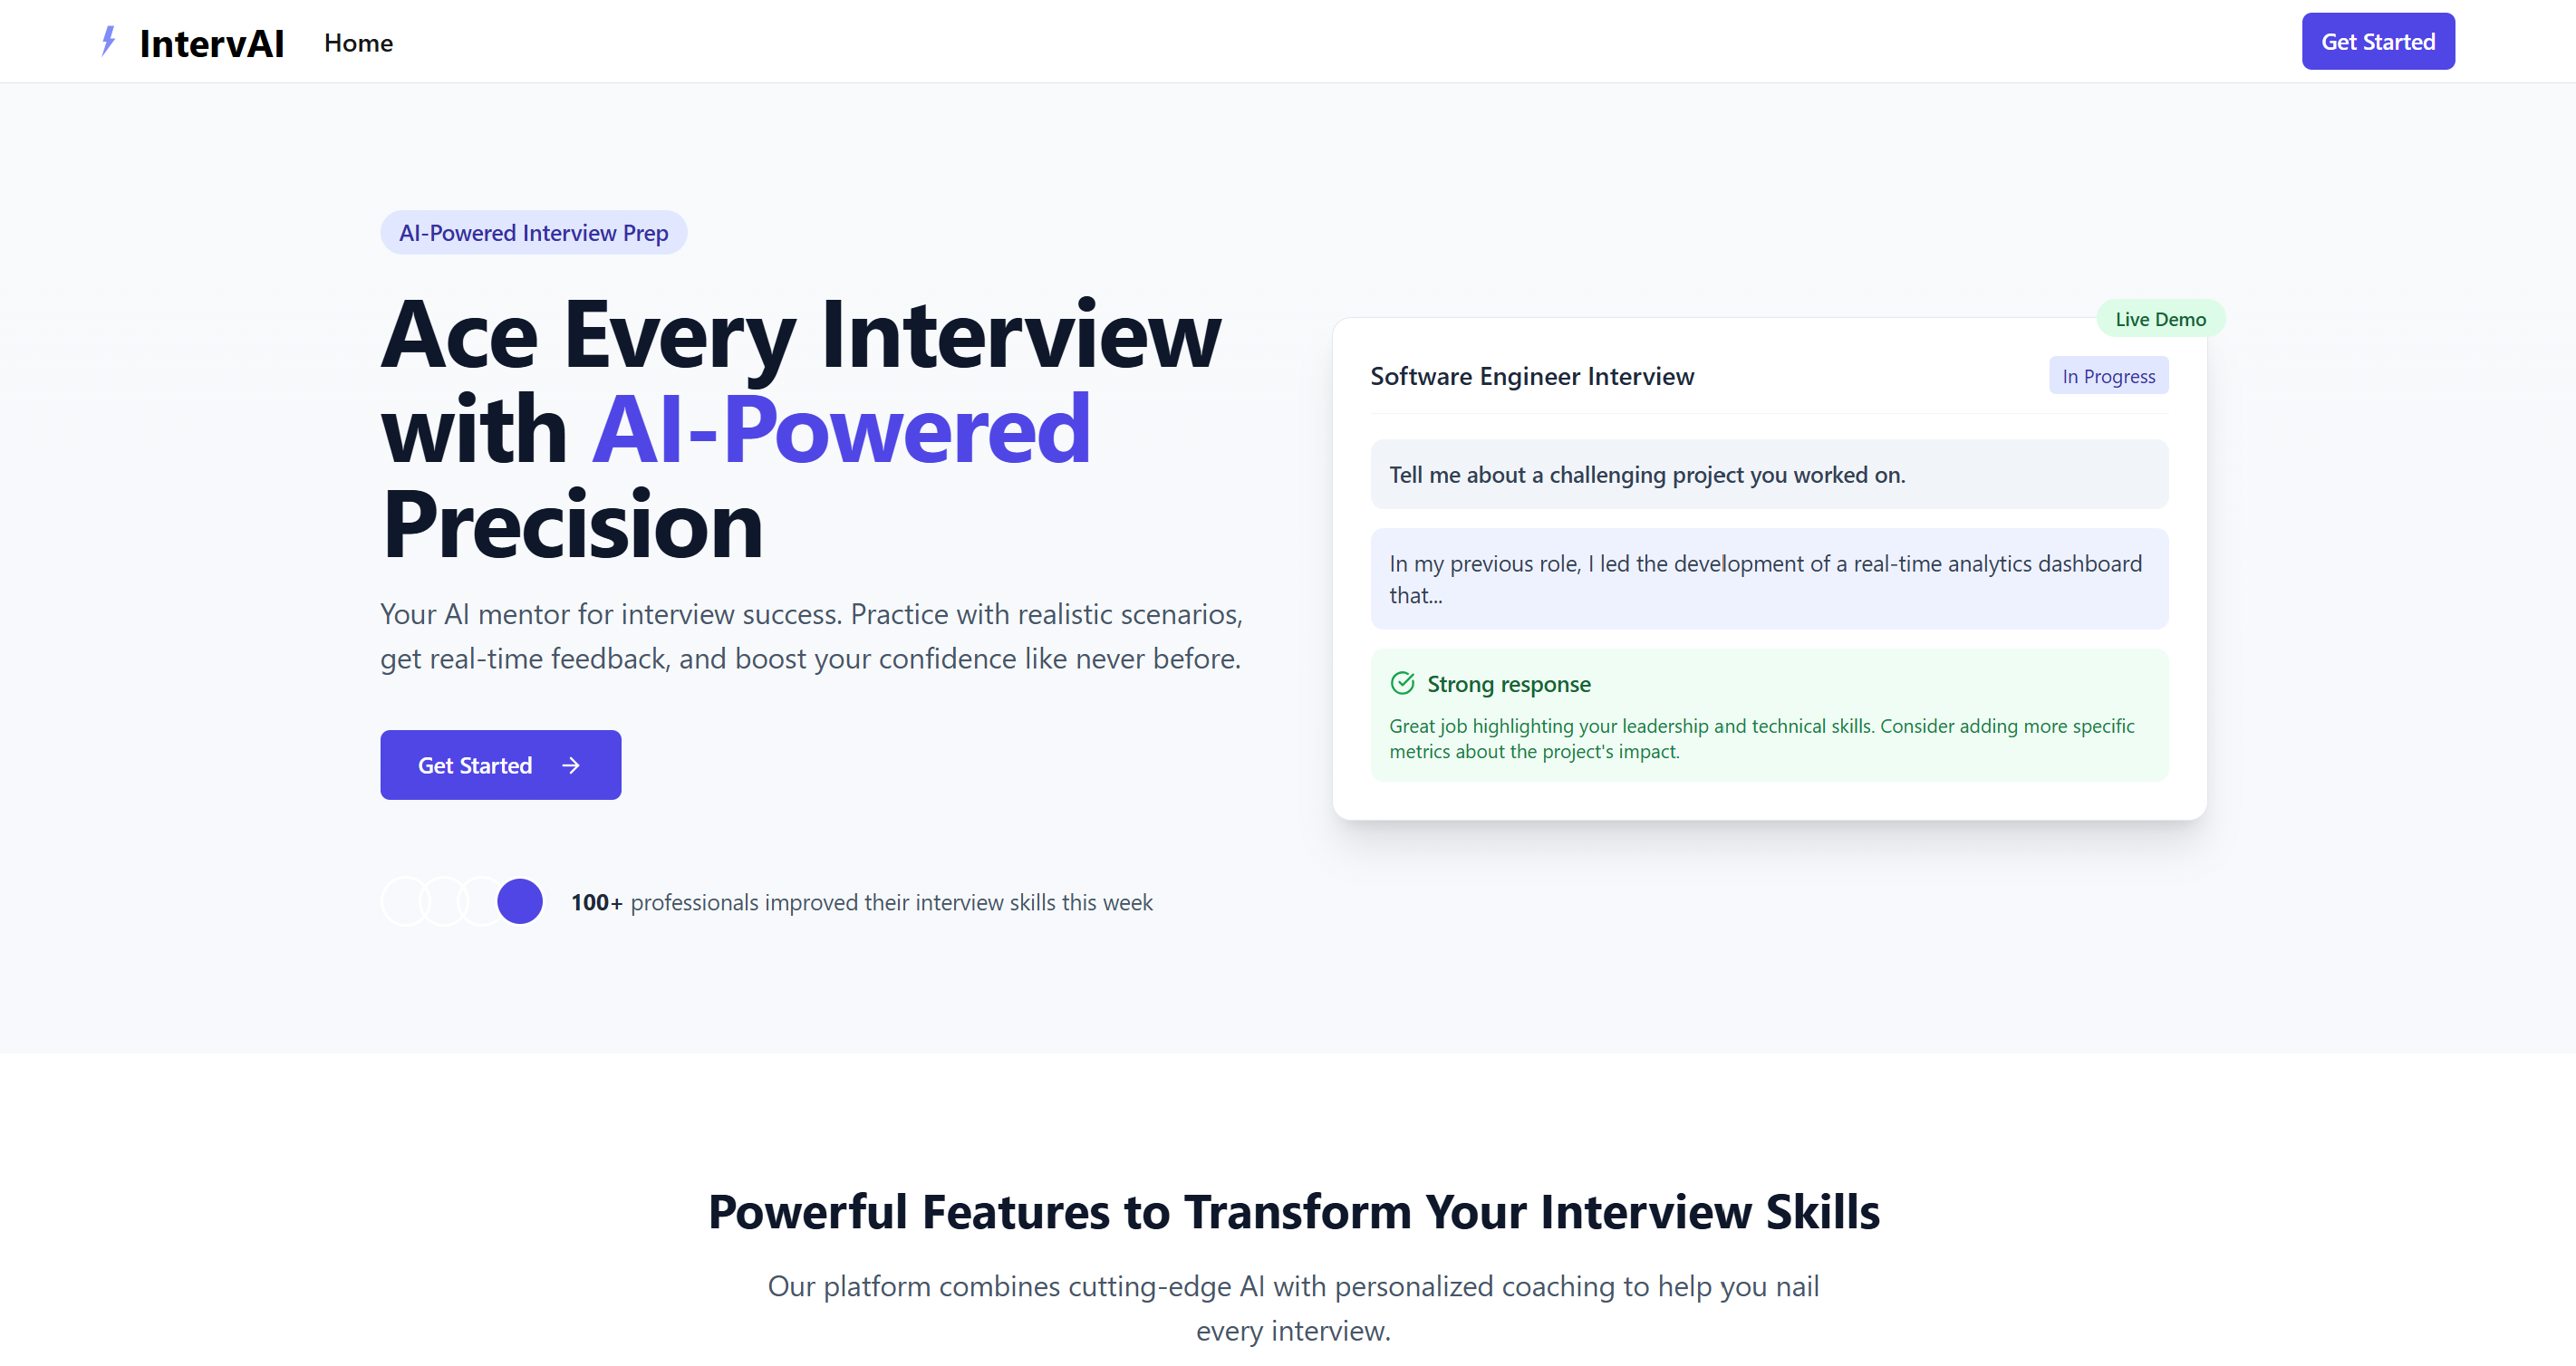 IntervAI
Home
Get Started
AI-Powered Interview Prep
Ace Every Interview
with AI-Powered
Precision
Your AI mentor for interview success. Practice with realistic scenarios,
get real-time feedback, and boost your confidence like never before.
Get Started
100+ professionals improved their interview skills this week
Live Demo
Software Engineer Interview
In Progress
Tell me about a challenging project you worked on.
In my previous role, I led the development of a real-time analytics dashboard
that...
Strong response
Great job highlighting your leadership and technical skills. Consider adding more specific
metrics about the project's impact.
Powerful Features to Transform Your Interview Skills
Our platform combines cutting-edge AI with personalized coaching to help you nail
every interview.